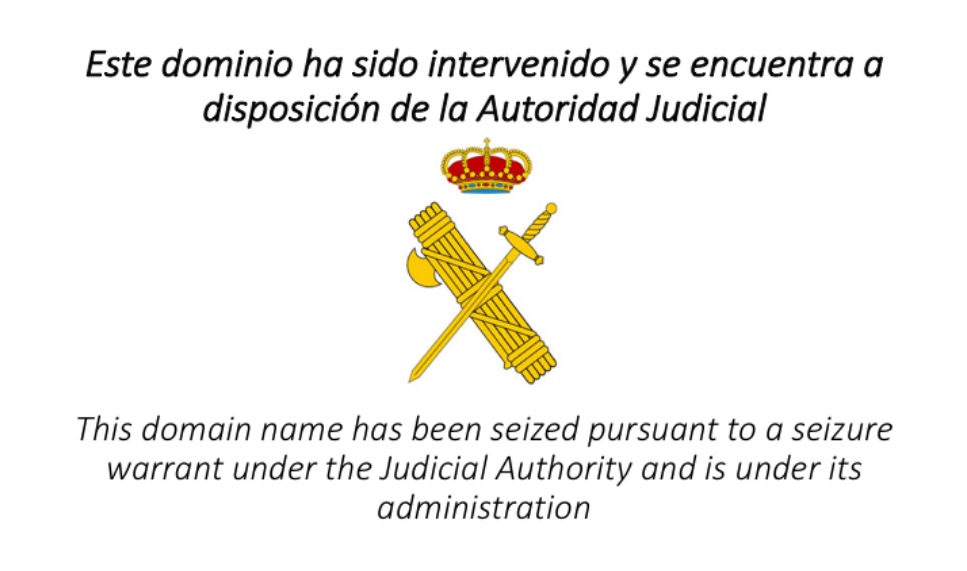 Este dominio ha sido intervenido y se encuentra a
disposición de la Autoridad Judicial
This domain name has been seized pursuant to a seizure
warrant under the Judicial Authority and is under its
administration